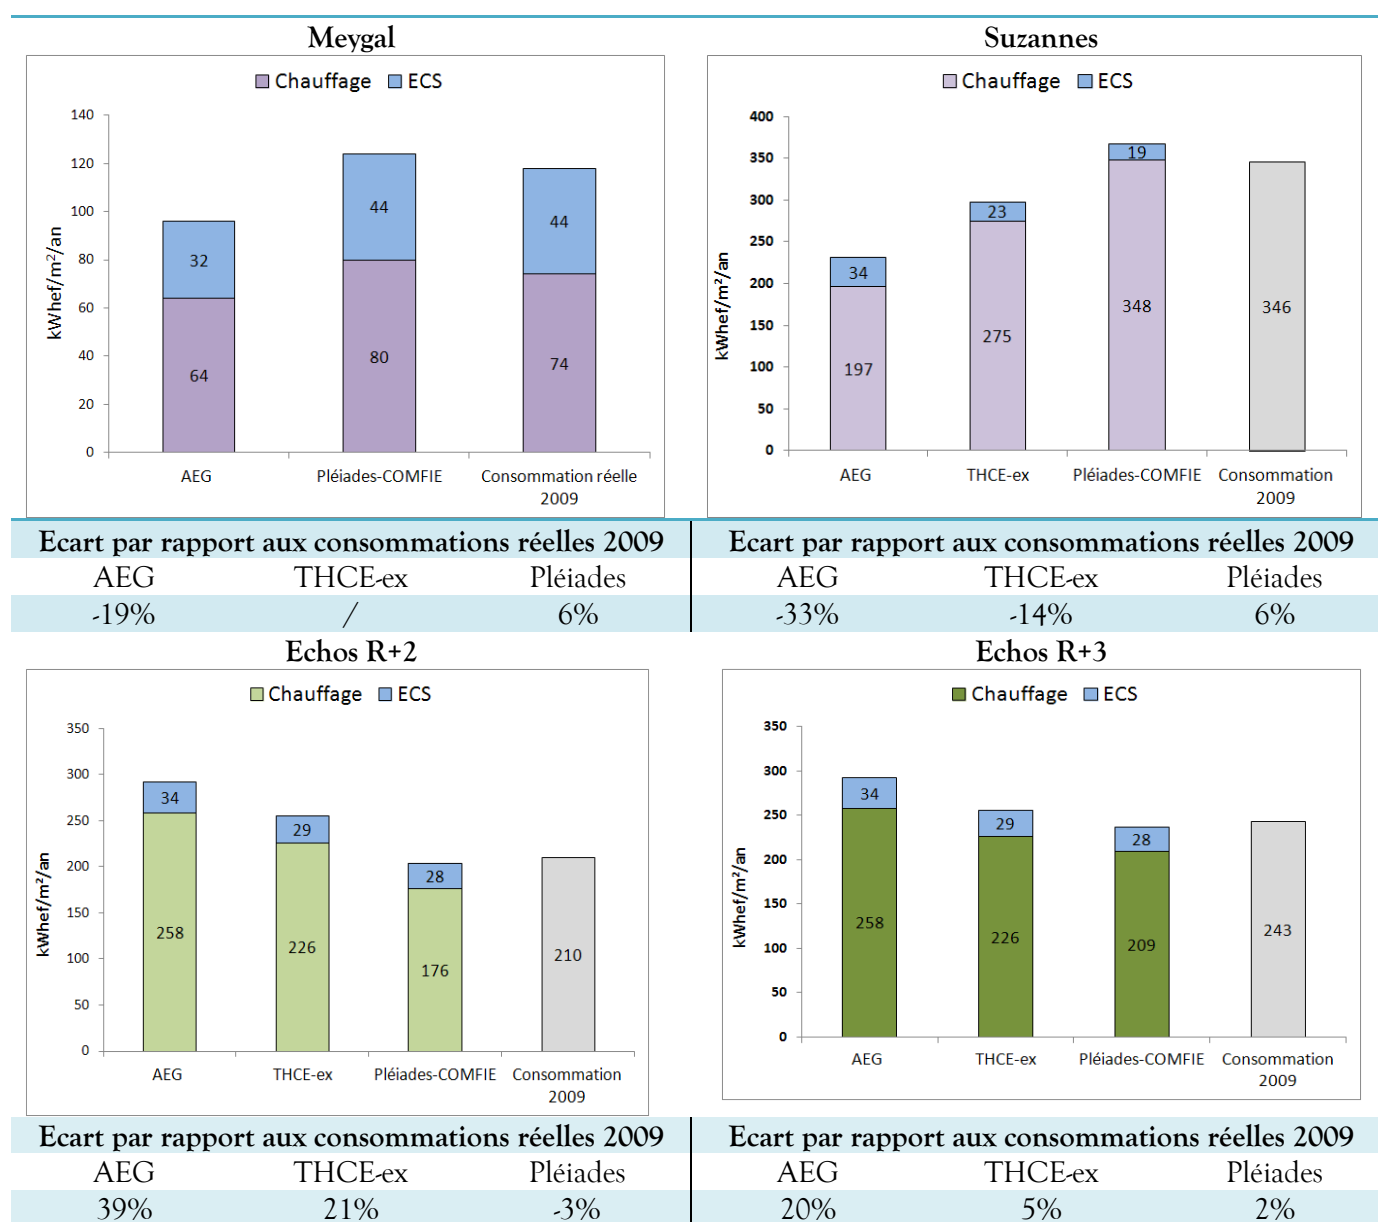 Meygal
Chauffage ECS
kWhef/m²/an
140
120
100
80
60
40
20
0
32
64
44
80
44
74
AEG
Pléiades-COMFIE
Consommation réelle
2009
Suzannes
Chauffage ECS
kWhef/m²/an
400
350
300
250
200
150
100
50
0
34
197
23
275
19
348
346
AEG
THCE-ex
Pléiades-COMFIE
Consommation
2009
Ecart par rapport aux consommations réelles 2009
AEG THCE-ex Pléiades
-19% / 6%
Ecart par rapport aux consommations réelles 2009
AEG THCE-ex Pléiades
-33% -14% 6%
Echos R+2
Chauffage ECS
kWhef/m²/an
350
300
250
200
150
100
50
0
34
258
29
226
28
176
210
AEG
THCE-ex
Pléiades-COMFIE
Consommation
2009
Echos R+3
Chauffage ECS
kWhef/m²/an
350
300
250
200
150
100
50
0
34
258
29
226
28
209
243
AEG
THCE-ex
Pléiades-COMFIE
Consommation
2009
Ecart par rapport aux consommations réelles 2009
AEG THCE-ex Pléiades
39% 21% -3%
Ecart par rapport aux consommations réelles 2009
AEG THCE-ex Pléiades
20% 5% 2%